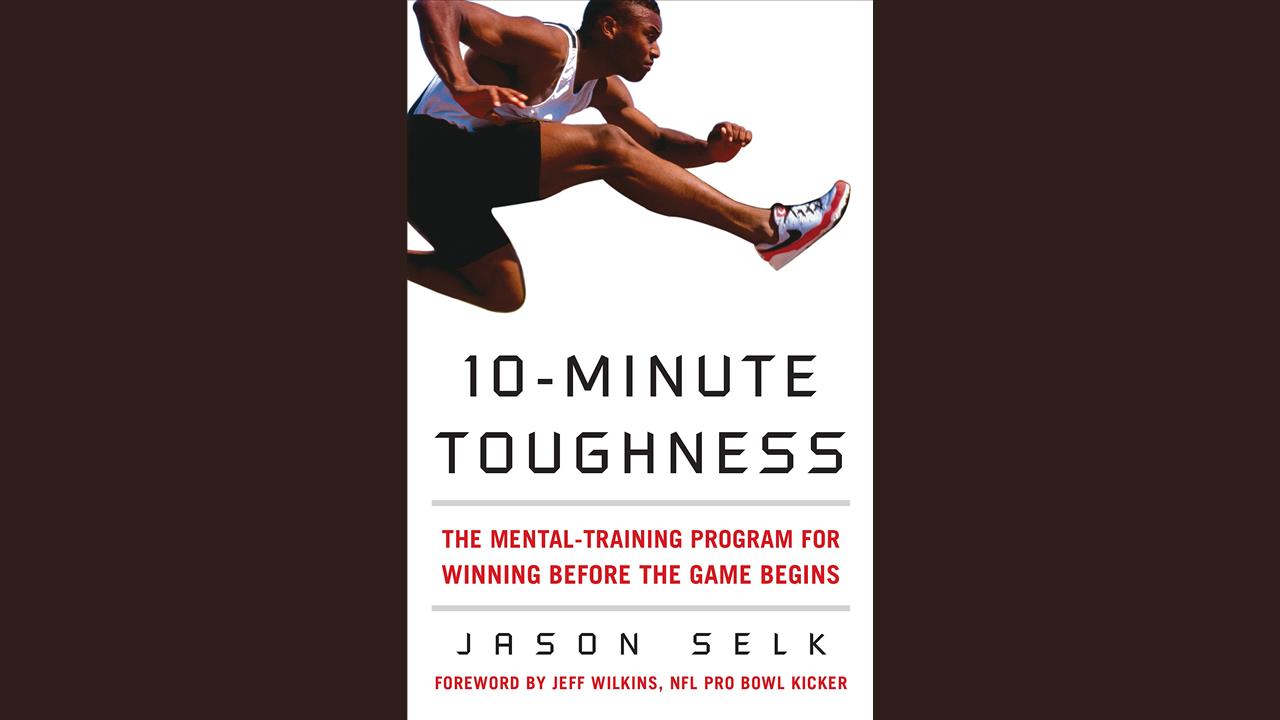 10-MINUTE
TOUGHNESS
THE MENTAL-TRAINING PROGRAM FOR
WINNING BEFORE THE GAME BEGINS
JASON SELK
FOREWORD BY JEFF WILKINS, NFL PRO BOWL KICKER